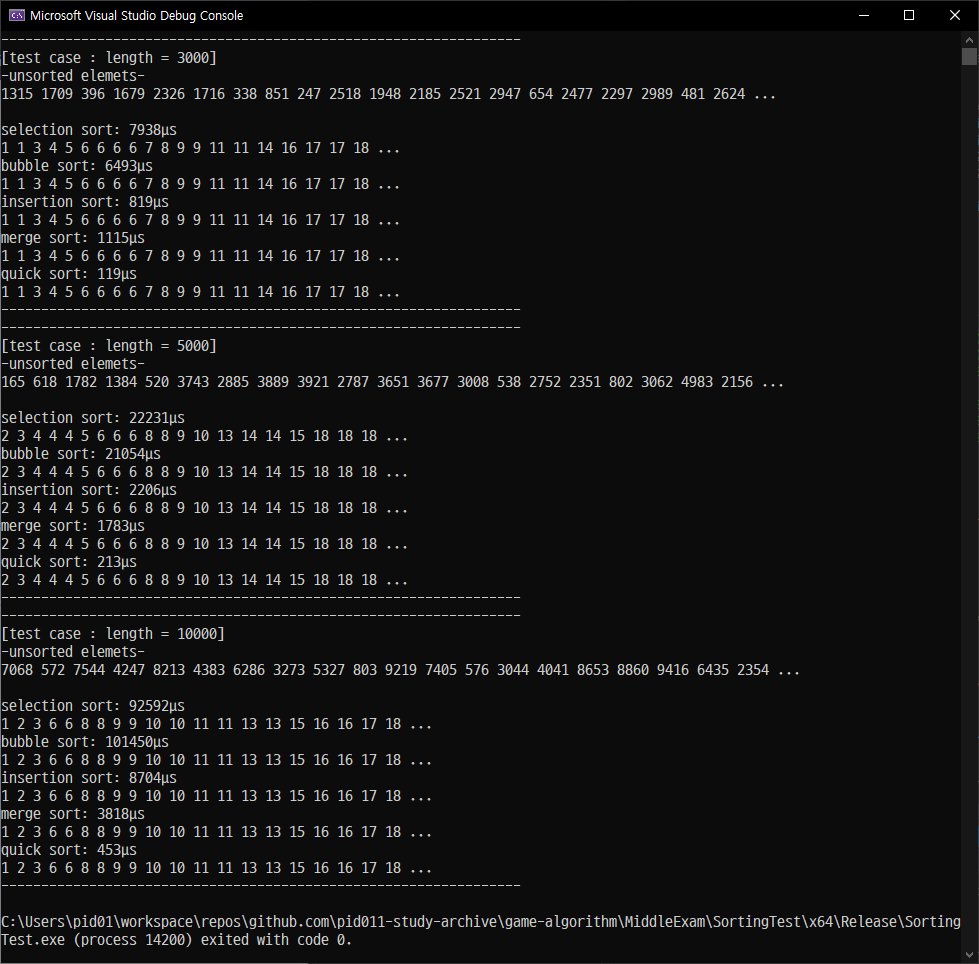 Microsoft Visual Studio Debug Console
-----------------------------------------------------------------
[test case : length = 3000]
-unsorted elemets-
1315 1709 396 1679 2326 1716 338 851 247 2518 1948 2185 2521 2947 654 2477 2297 2989 481 2624 ...
selection sort: 7938µs
1 1 3 4 5 6 6 6 6 7 8 9 9 11 11 14 16 17 17 18 ...
bubble sort: 6493µs
1 1 3 4 5 6 6 6 6 7 8 9 9 11 11 14 16 17 17 18 ...
insertion sort: 819µs
1 1 3 4 5 6 6 6 6 7 8 9 9 11 11 14 16 17 17 18 ...
merge sort: 1115µs
1 1 3 4 5 6 6 6 6 7 8 9 9 11 11 14 16 17 17 18 ...
quick sort: 119µs
1 1 3 4 5 6 6 6 6 7 8 9 9 11 11 14 16 17 17 18 ...
-----------------------------------------------------------------
-----------------------------------------------------------------
[test case : length = 5000]
-unsorted elemets-
165 618 1782 1384 520 3743 2885 3889 3921 2787 3651 3677 3008 538 2752 2351 802 3062 4983 2156 ...
selection sort: 22231µs
2 3 4 4 4 5 6 6 6 8 8 9 10 13 14 14 15 18 18 18 ...
bubble sort: 21054µs
2 3 4 4 4 5 6 6 6 8 8 9 10 13 14 14 15 18 18 18 ...
insertion sort: 2206µs
2 3 4 4 4 5 6 6 6 8 8 9 10 13 14 14 15 18 18 18 ...
merge sort: 1783µs
2 3 4 4 4 5 6 6 6 8 8 9 10 13 14 14 15 18 18 18 ...
quick sort: 213µs
2 3 4 4 4 5 6 6 6 8 8 9 10 13 14 14 15 18 18 18 ...
-----------------------------------------------------------------
-----------------------------------------------------------------
[test case : length = 10000]
-unsorted elemets-
7068 572 7544 4247 8213 4383 6286 3273 5327 803 9219 7405 576 3044 4041 8653 8860 9416 6435 2354 ...
selection sort: 92592µs
1 2 3 6 6 8 8 9 9 10 10 11 11 13 13 15 16 16 17 18 ...
bubble sort: 101450µs
1 2 3 6 6 8 8 9 9 10 10 11 11 13 13 15 16 16 17 18 ...
insertion sort: 8704µs
1 2 3 6 6 8 8 9 9 10 10 11 11 13 13 15 16 16 17 18 ...
merge sort: 3818µs
1 2 3 6 6 8 8 9 9 10 10 11 11 13 13 15 16 16 17 18 ...
quick sort: 453µs
1 2 3 6 6 8 8 9 9 10 10 11 11 13 13 15 16 16 17 18 ...
-----------------------------------------------------------------
C:\Users\pid01\workspace\repos\github.com\pid011-study-archive\game-algorithm\MiddleExam\SortingTest\x64\Release\Sorting
Test.exe (process 14200) exited with code 0.